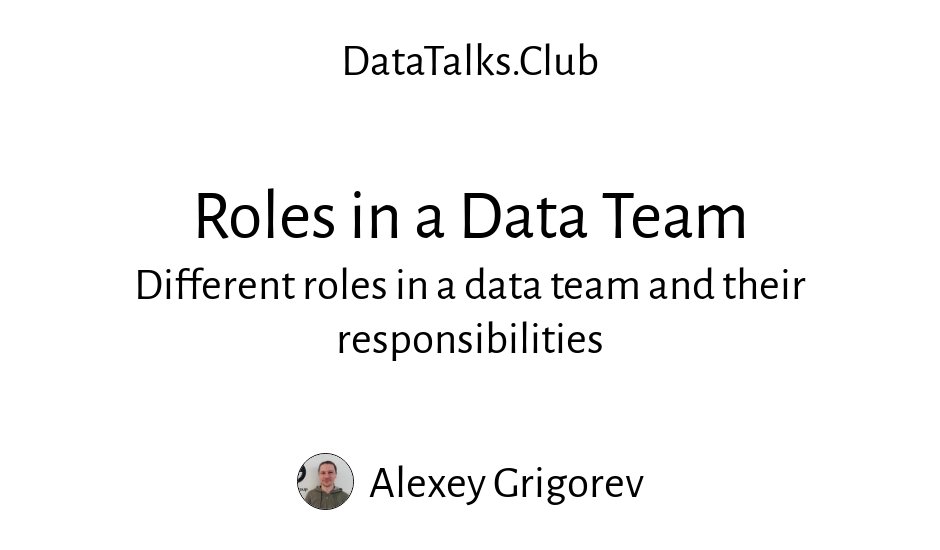 DataTalks.Club
Roles in a Data Team
Different roles in a data team and their
responsibilities
Alexey Grigorev